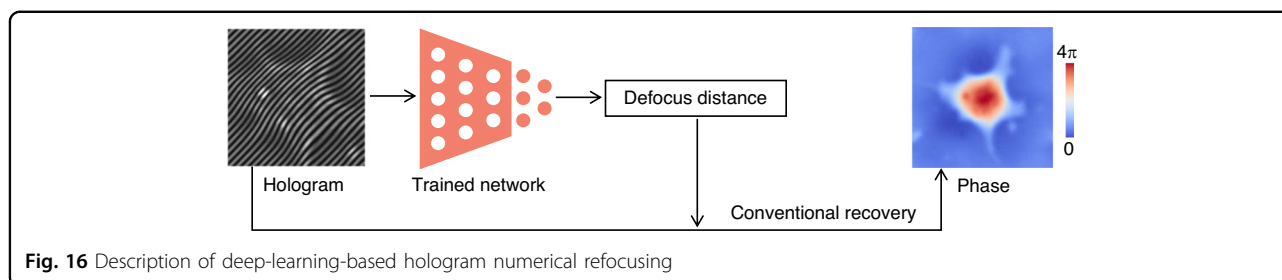 Hologram
Trained network
Defocus distance
Conventional recovery
4π
0
Phase
Fig. 16 Description of deep-learning-based hologram numerical refocusing